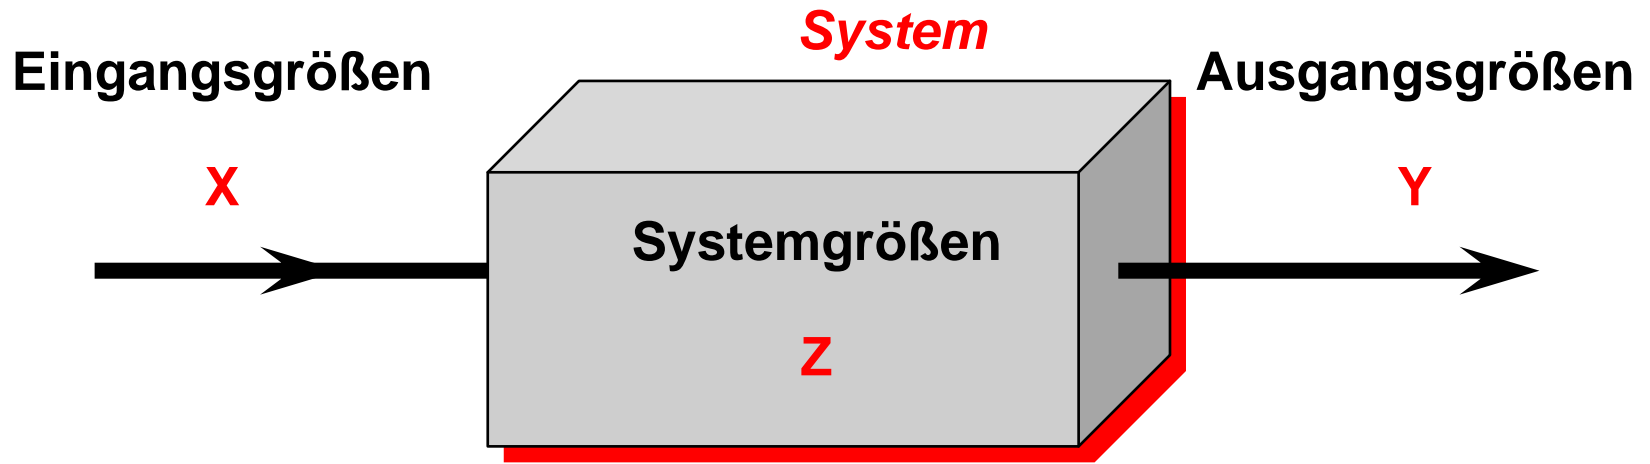 System
Eingangsgrößen
Ausgangsgrößen
X
Y
Systemgrößen
Z